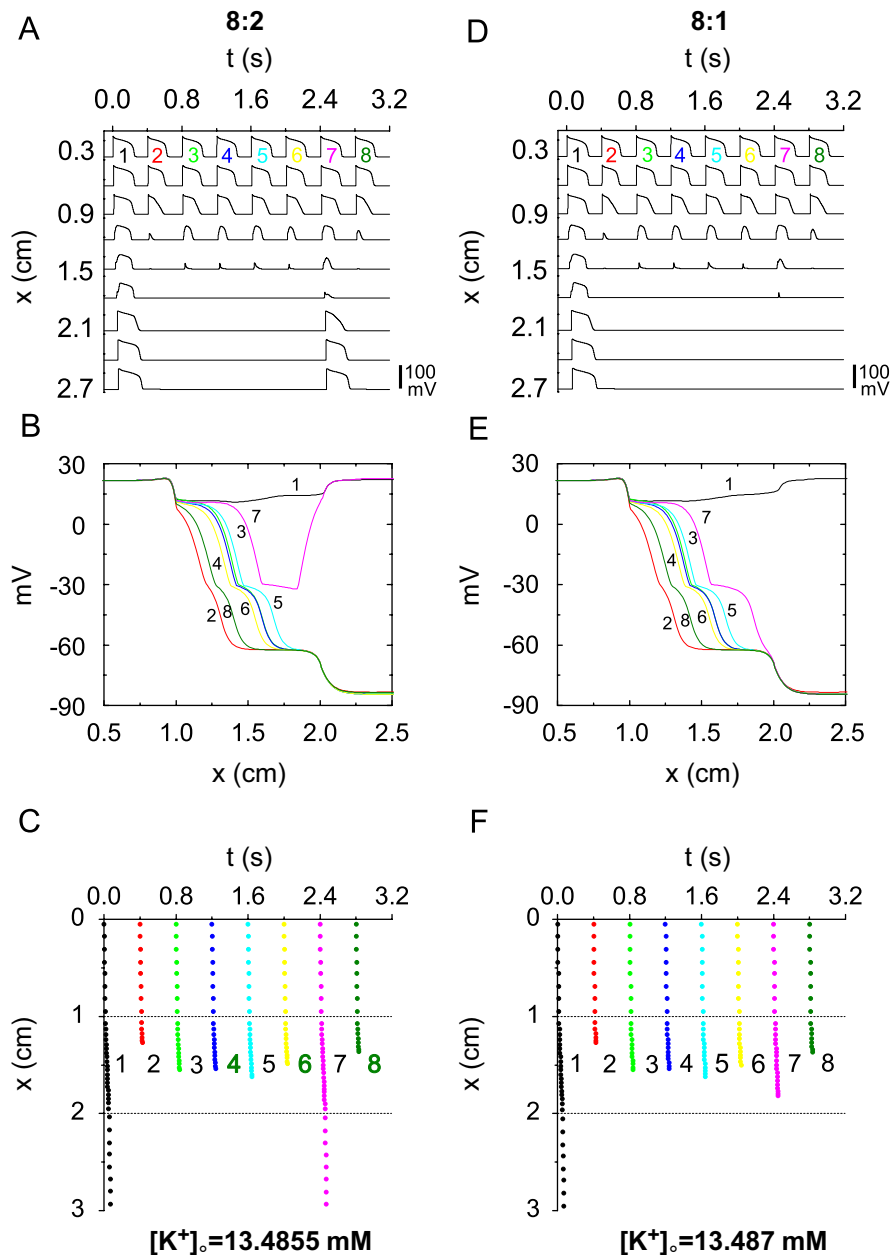 A
8:2
t (s)
0.0 0.8 1.6 2.4 3.2
0.3
1 2 3 4 5 6 7 8
0.9
x (cm)
1.5
2.1
2.7
100
mV
D
8:1
t (s)
0.0 0.8 1.6 2.4 3.2
0.3
1 2 3 4 5 6 7 8
0.9
x (cm)
1.5
2.1
2.7
100
mV
B
30
0
-30
-60
-90
mV
1
7
3
4
5
6
8
2
0.5 1.0 1.5 2.0 2.5
x (cm)
E
30
0
-30
-60
-90
mV
1
7
3
4
5
6
8
2
0.5 1.0 1.5 2.0 2.5
x (cm)
C
t (s)
0.0 0.8 1.6 2.4 3.2
0
1
x (cm)
1 2 3 4 5 6 7 8
2
3
[K+]o=13.4855 mM
F
t (s)
0.0 0.8 1.6 2.4 3.2
0
1
x (cm)
1 2 3 4 5 6 7 8
2
3
[K+]o=13.487 mM